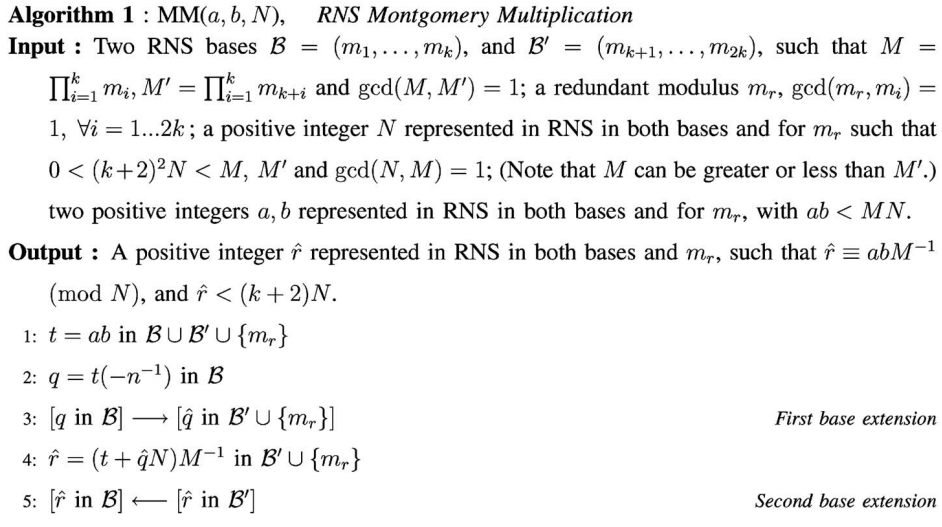 Algorithm 1 : MM(a, b, N), RNS Montgomery Multiplication
Input : Two RNS bases ℬ = (m₁, . . . , mₖ), and ℬ′ = (mₖ₊₁, . . . , m₂ₖ), such that M =
∏ᵢ₌₁ᵏ mᵢ, M′ = ∏ᵢ₌₁ᵏ mₖ₊ᵢ and gcd(M, M′) = 1; a redundant modulus mᵣ, gcd(mᵣ, mᵢ) =
1, ∀i = 1...2k ; a positive integer N represented in RNS in both bases and for mᵣ such that
0 < (k+2)²N < M, M′ and gcd(N, M) = 1; (Note that M can be greater or less than M′.)
two positive integers a, b represented in RNS in both bases and for mᵣ, with ab < MN.
Output : A positive integer r̂ represented in RNS in both bases and mᵣ, such that r̂ ≡ abM⁻¹
(mod N), and r̂ < (k + 2)N.
1: t = ab in ℬ ∪ ℬ′ ∪ {mᵣ}
2: q = t(−n⁻¹) in ℬ
3: [q in ℬ] ⟶ [q̂ in ℬ′ ∪ {mᵣ}] First base extension
4: r̂ = (t + q̂N)M⁻¹ in ℬ′ ∪ {mᵣ}
5: [r̂ in ℬ] ⟵ [r̂ in ℬ′] Second base extension